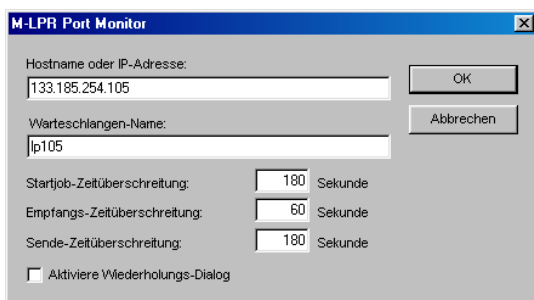 M-LPR Port Monitor
Hostname oder IP-Adresse:
133.185.254.105
OK
Warteschlangen-Name:
Abbrechen
lp105
Startjob-Zeitüberschreitung: 180 Sekunde
Empfangs-Zeitüberschreitung: 60 Sekunde
Sende-Zeitüberschreitung: 180 Sekunde
Aktiviere Wiederholungs-Dialog